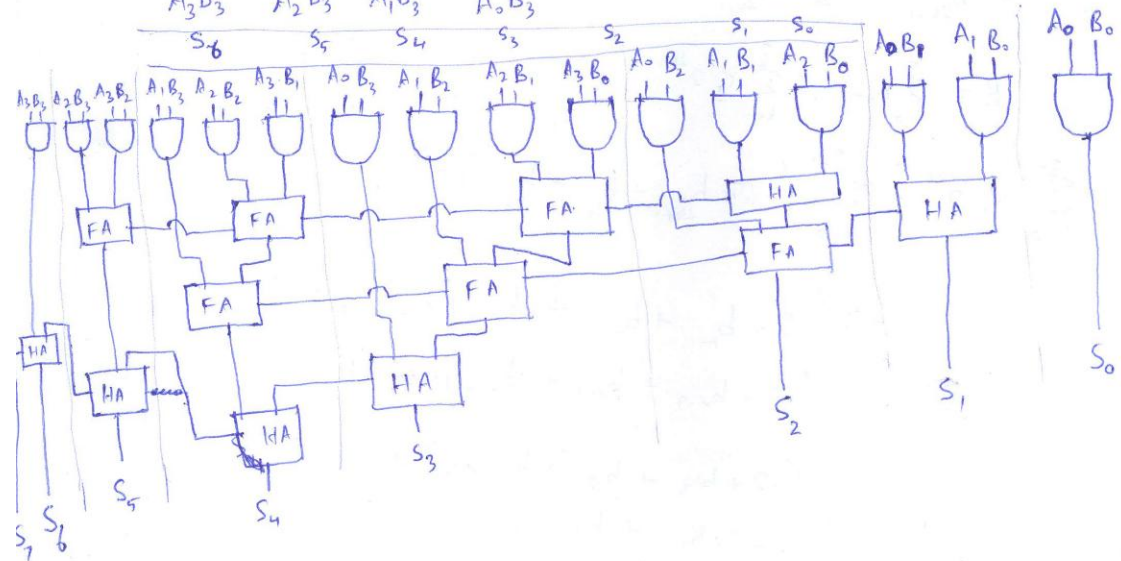 A3B3 A2B3 A1B3 A0B3
S6 S5 S4 S3 S2 S1 S0
A3B3 A2B3 A3B2 A1B3 A2B2 A3B1 A0B3 A1B2 A2B1 A3B0 A0B2 A1B1 A2B0 A0B1 A1B0 A0B0
FA FA FA HA HA
FA FA FA
HA HA HA
HA
S0
S1
S2
S3
S4
S5
S6
S7